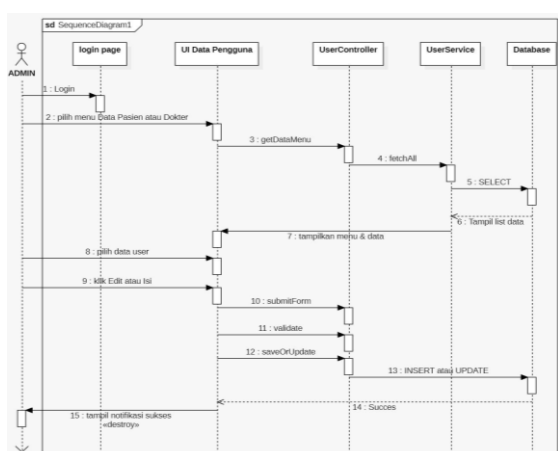 sd SequenceDiagram1
login page
UI Data Pengguna
UserController
UserService
Database
ADMIN
1 : Login
2 : pilih menu Data Pasien atau Dokter
3 : getDataMenu
4 : fetchAll
5 : SELECT
6 : Tampil list data
7 : tampilkan menu & data
8 : pilih data user
9 : klik Edit atau Isi
10 : submitForm
11 : validate
12 : saveOrUpdate
13 : INSERT atau UPDATE
14 : Succes
15 : tampil notifikasi sukses
«destroy»